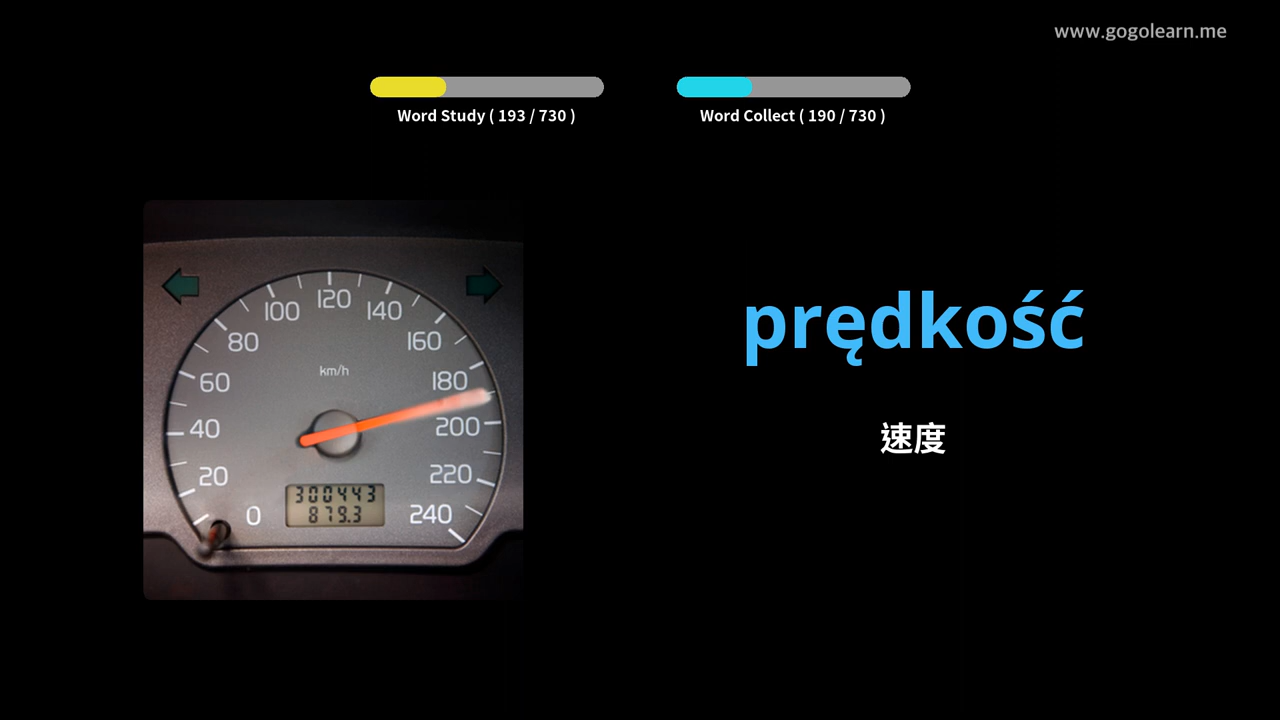 www.gogolearn.me
Word Study ( 193 / 730 )
Word Collect ( 190 / 730 )
120
100
140
80
160
km/h
60
180
40
200
20
220
300443
0
240
879.3
prędkość
速度